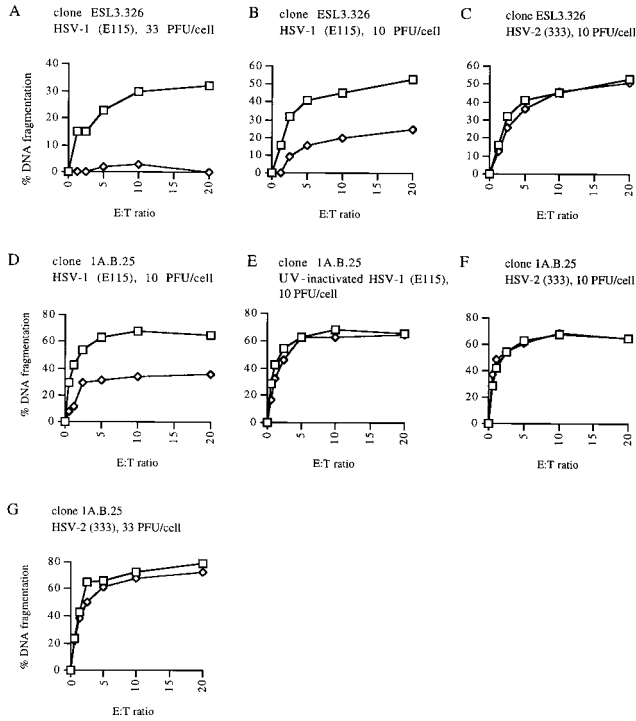 A
clone ESL3.326
HSV-1 (E115), 33 PFU/cell
% DNA fragmentation
40
30
20
10
0
0
5
10
15
20
E:T ratio
B
clone ESL3.326
HSV-1 (E115), 10 PFU/cell
60
50
40
30
20
10
0
0
5
10
15
20
E:T ratio
C
clone ESL3.326
HSV-2 (333), 10 PFU/cell
60
50
40
30
20
10
0
0
5
10
15
20
E:T ratio
D
clone 1A.B.25
HSV-1 (E115), 10 PFU/cell
% DNA fragmentation
80
60
40
20
0
0
5
10
15
20
E:T ratio
E
clone 1A.B.25
UV-inactivated HSV-1 (E115),
10 PFU/cell
80
60
40
20
0
0
5
10
15
20
E:T ratio
F
clone 1A.B.25
HSV-2 (333), 10 PFU/cell
80
60
40
20
0
0
5
10
15
20
E:T ratio
G
clone 1A.B.25
HSV-2 (333), 33 PFU/cell
% DNA fragmentation
80
60
40
20
0
0
5
10
15
20
E:T ratio